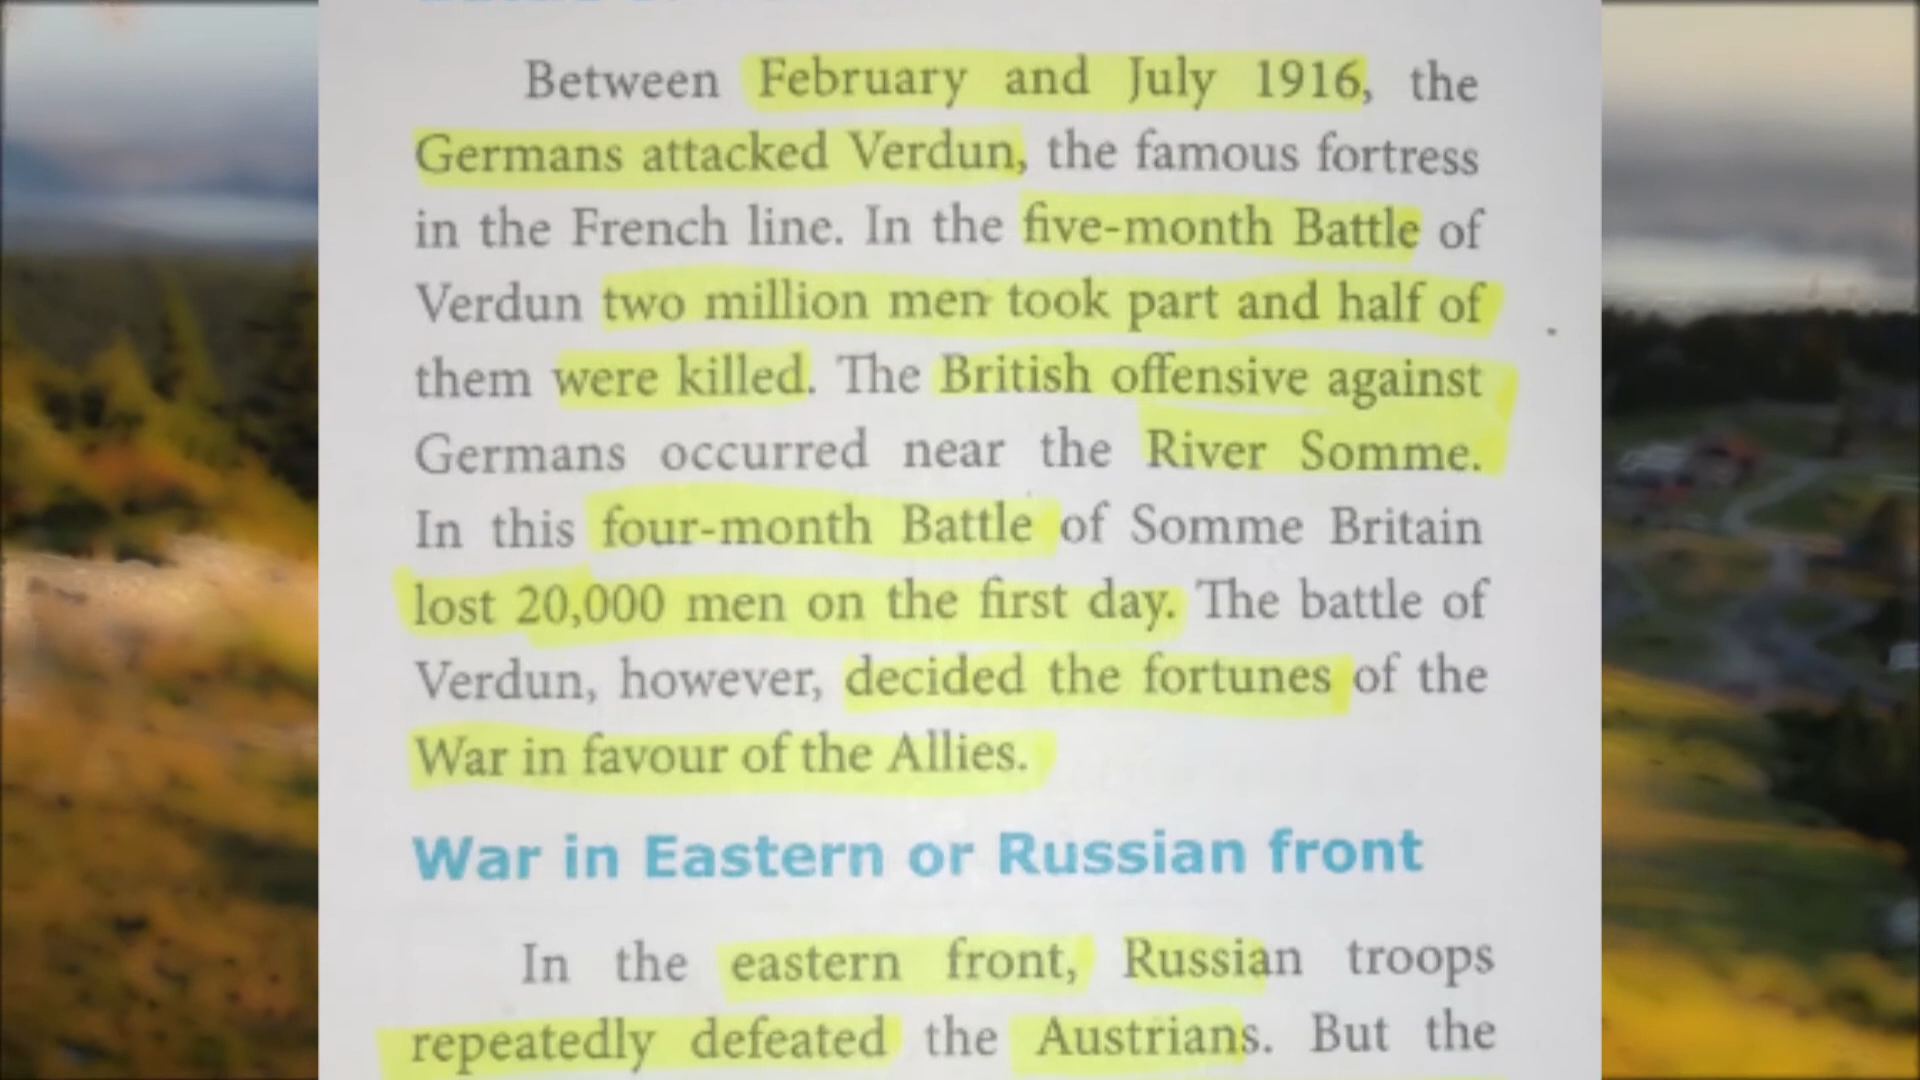 Between February and July 1916, the
Germans attacked Verdun, the famous fortress
in the French line. In the five-month Battle of
Verdun two million men took part and half of
them were killed. The British offensive against
Germans occurred near the River Somme.
In this four-month Battle of Somme Britain
lost 20,000 men on the first day. The battle of
Verdun, however, decided the fortunes of the
War in favour of the Allies.
War in Eastern or Russian front
In the eastern front, Russian troops
repeatedly defeated the Austrians. But the